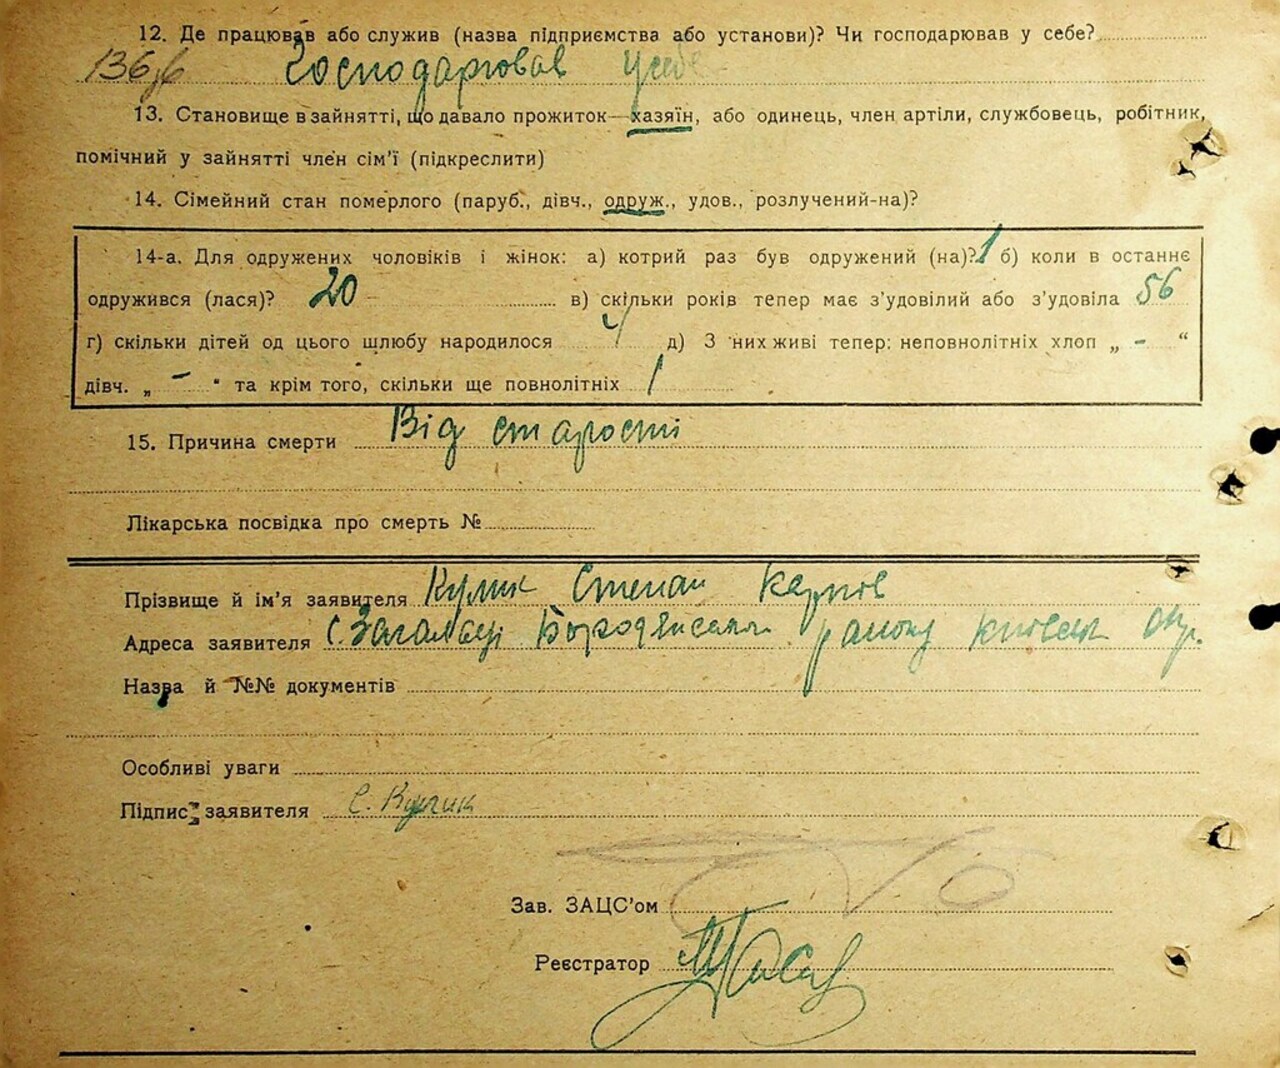 12. Де працював або служив (назва підприємства або установи)? Чи господарював у себе?
136/6 Господарював у себе
13. Становище в зайнятті, що давало прожиток—хазяїн, або одинець, член артілі, службовець, робітник,
помічний у зайнятті член сім’ї (підкреслити)
14. Сімейний стан померлого (паруб., дівч., одруж., удов., розлучений-на)?
14-а. Для одружених чоловіків і жінок: а) котрий раз був одружений (на)? 1 б) коли в останнє
одружився (лася)? 20 в) скільки років тепер має з’удовілий або з’удовіла 56
г) скільки дітей од цього шлюбу народилося 4 д) З них живі тепер: неповнолітніх хлоп „ - “
дівч. „ - “ та крім того, скільки ще повнолітніх 1
15. Причина смерти Від старости
Лікарська посвідка про смерть №
Прізвище й ім’я заявителя Кулик Степан Карпов
Адреса заявителя с. Загальці Бородянського району Київськ окр.
Назва й №№ документів
Особливі уваги
Підпис заявителя С. Кулик
Зав. ЗАЦС’ом
Реєстратор